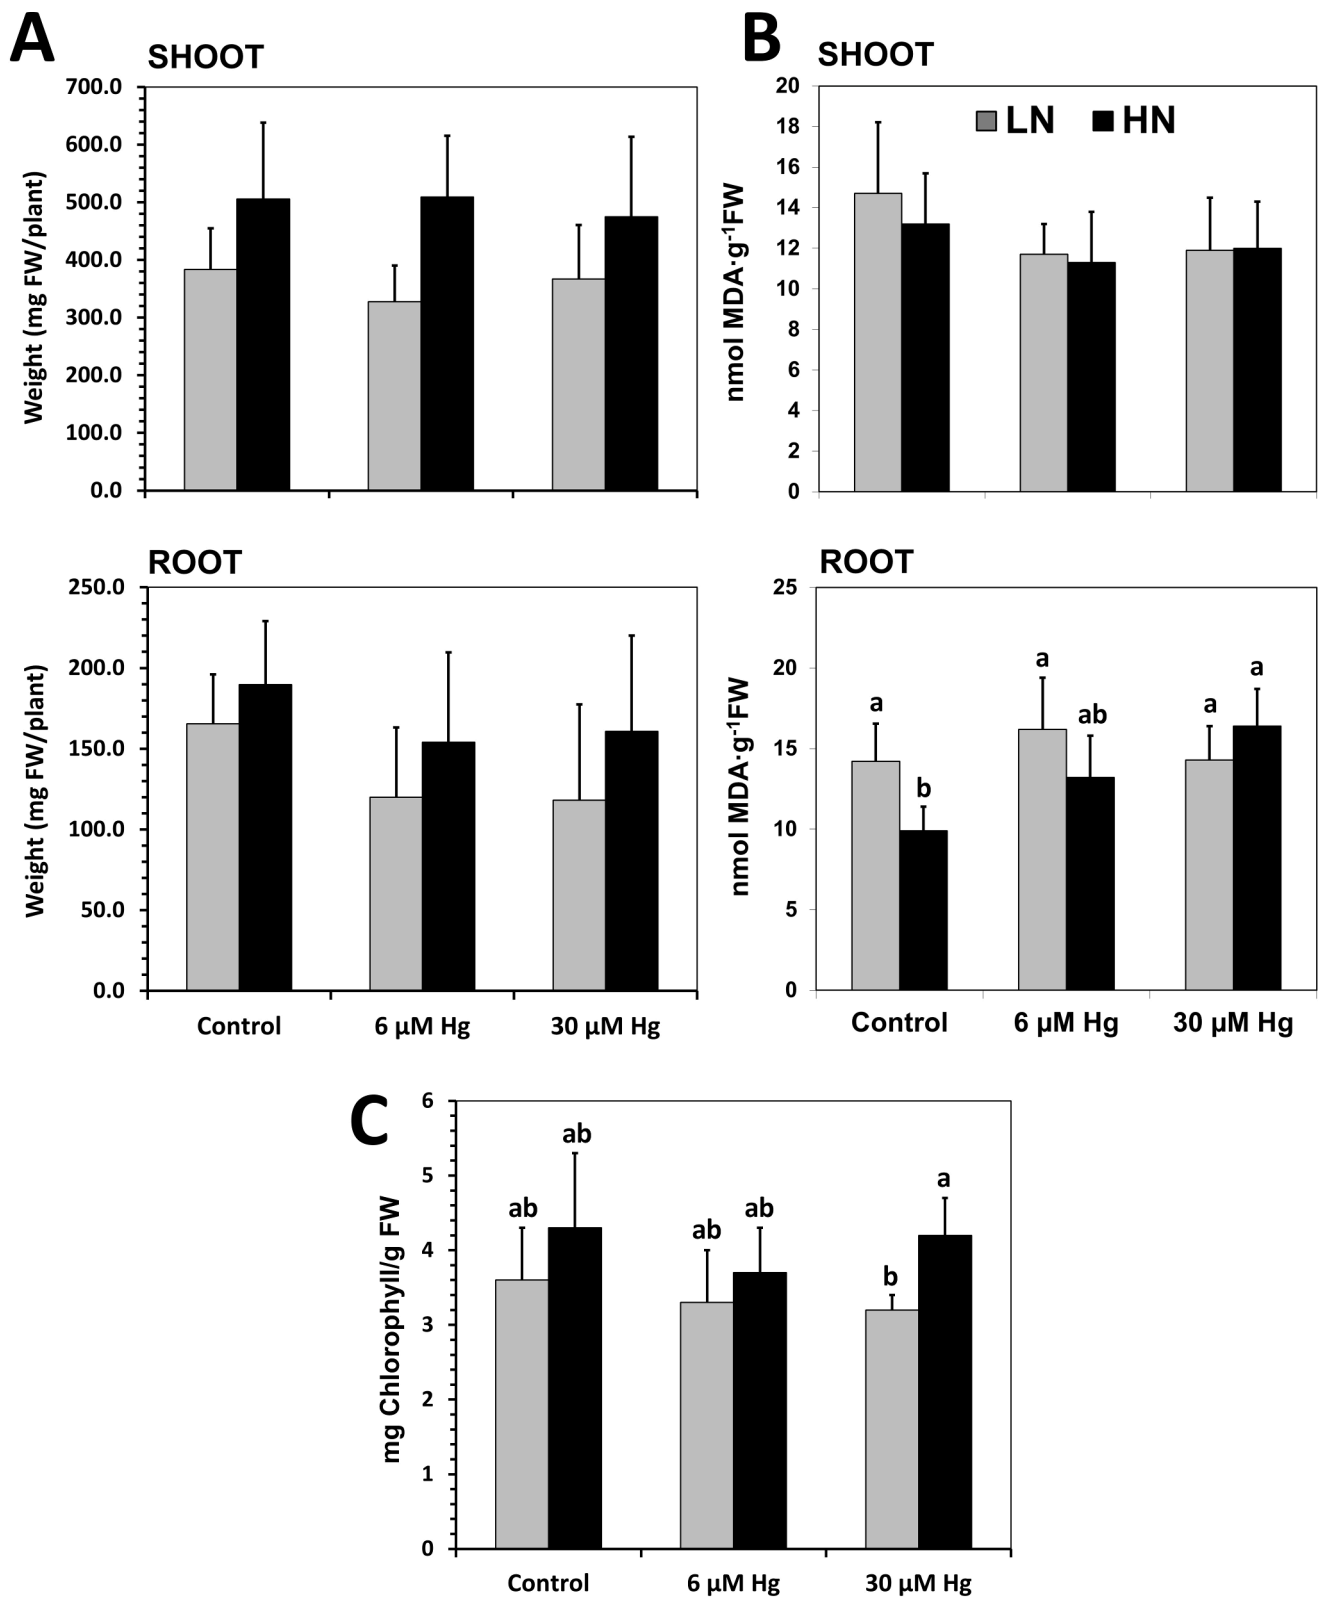 A
SHOOT
700.0
600.0
500.0
400.0
300.0
200.0
100.0
0.0
Weight (mg FW/plant)
B
SHOOT
20
18
16
14
12
10
8
6
4
2
0
nmol MDA·g⁻¹FW
LN HN
ROOT
250.0
200.0
150.0
100.0
50.0
0.0
Weight (mg FW/plant)
Control 6 µM Hg 30 µM Hg
ROOT
25
20
15
10
5
0
nmol MDA·g⁻¹FW
a b a ab a a
Control 6 µM Hg 30 µM Hg
C
6
5
4
3
2
1
0
mg Chlorophyll/g FW
ab ab ab ab b a
Control 6 µM Hg 30 µM Hg